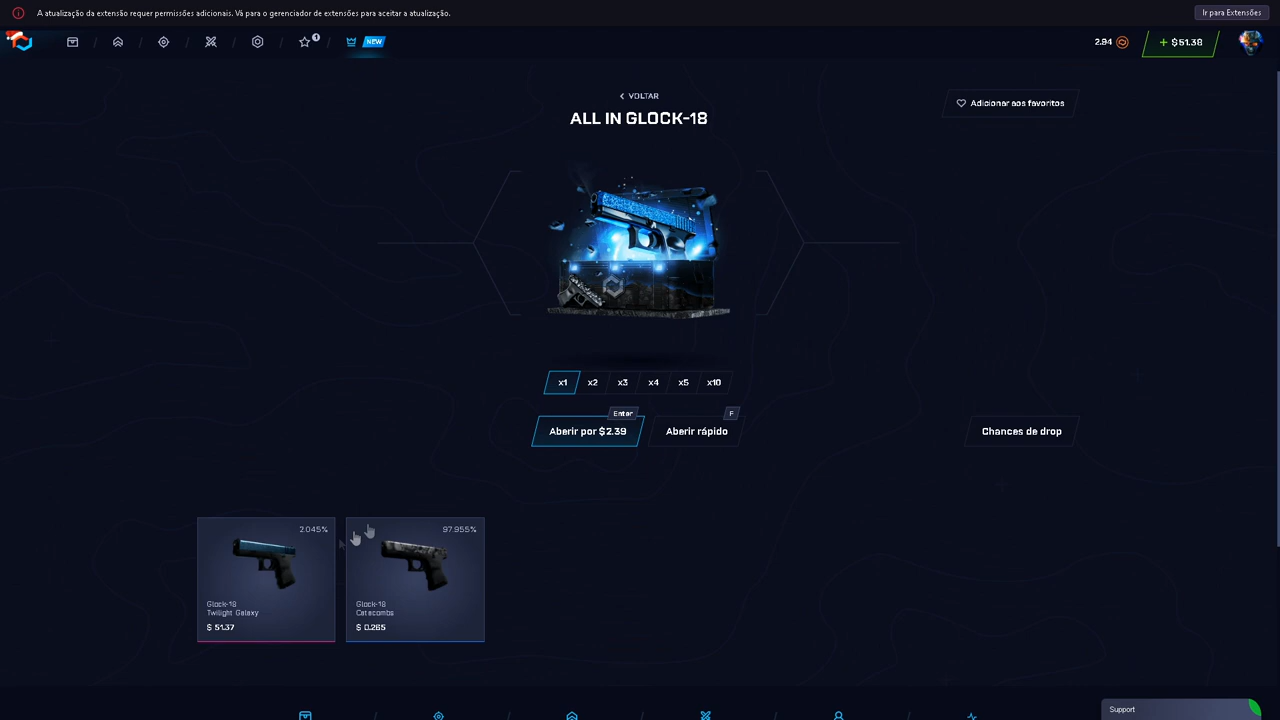 A atualização da extensão requer permissões adicionais. Vá para o gerenciador de extensões para aceitar a atualização.
Ir para Extensões
1
NEW
2.94
+ $51.38
VOLTAR
Adicionar aos favoritos
ALL IN GLOCK-18
x1 x2 x3 x4 x5 x10
Enter
F
Abrir por $2.39
Abrir rápido
Chances de drop
2.045%
97.955%
Glock-18
Twilight Galaxy
$ 51.37
Glock-18
Catacombs
$ 0.265
Support